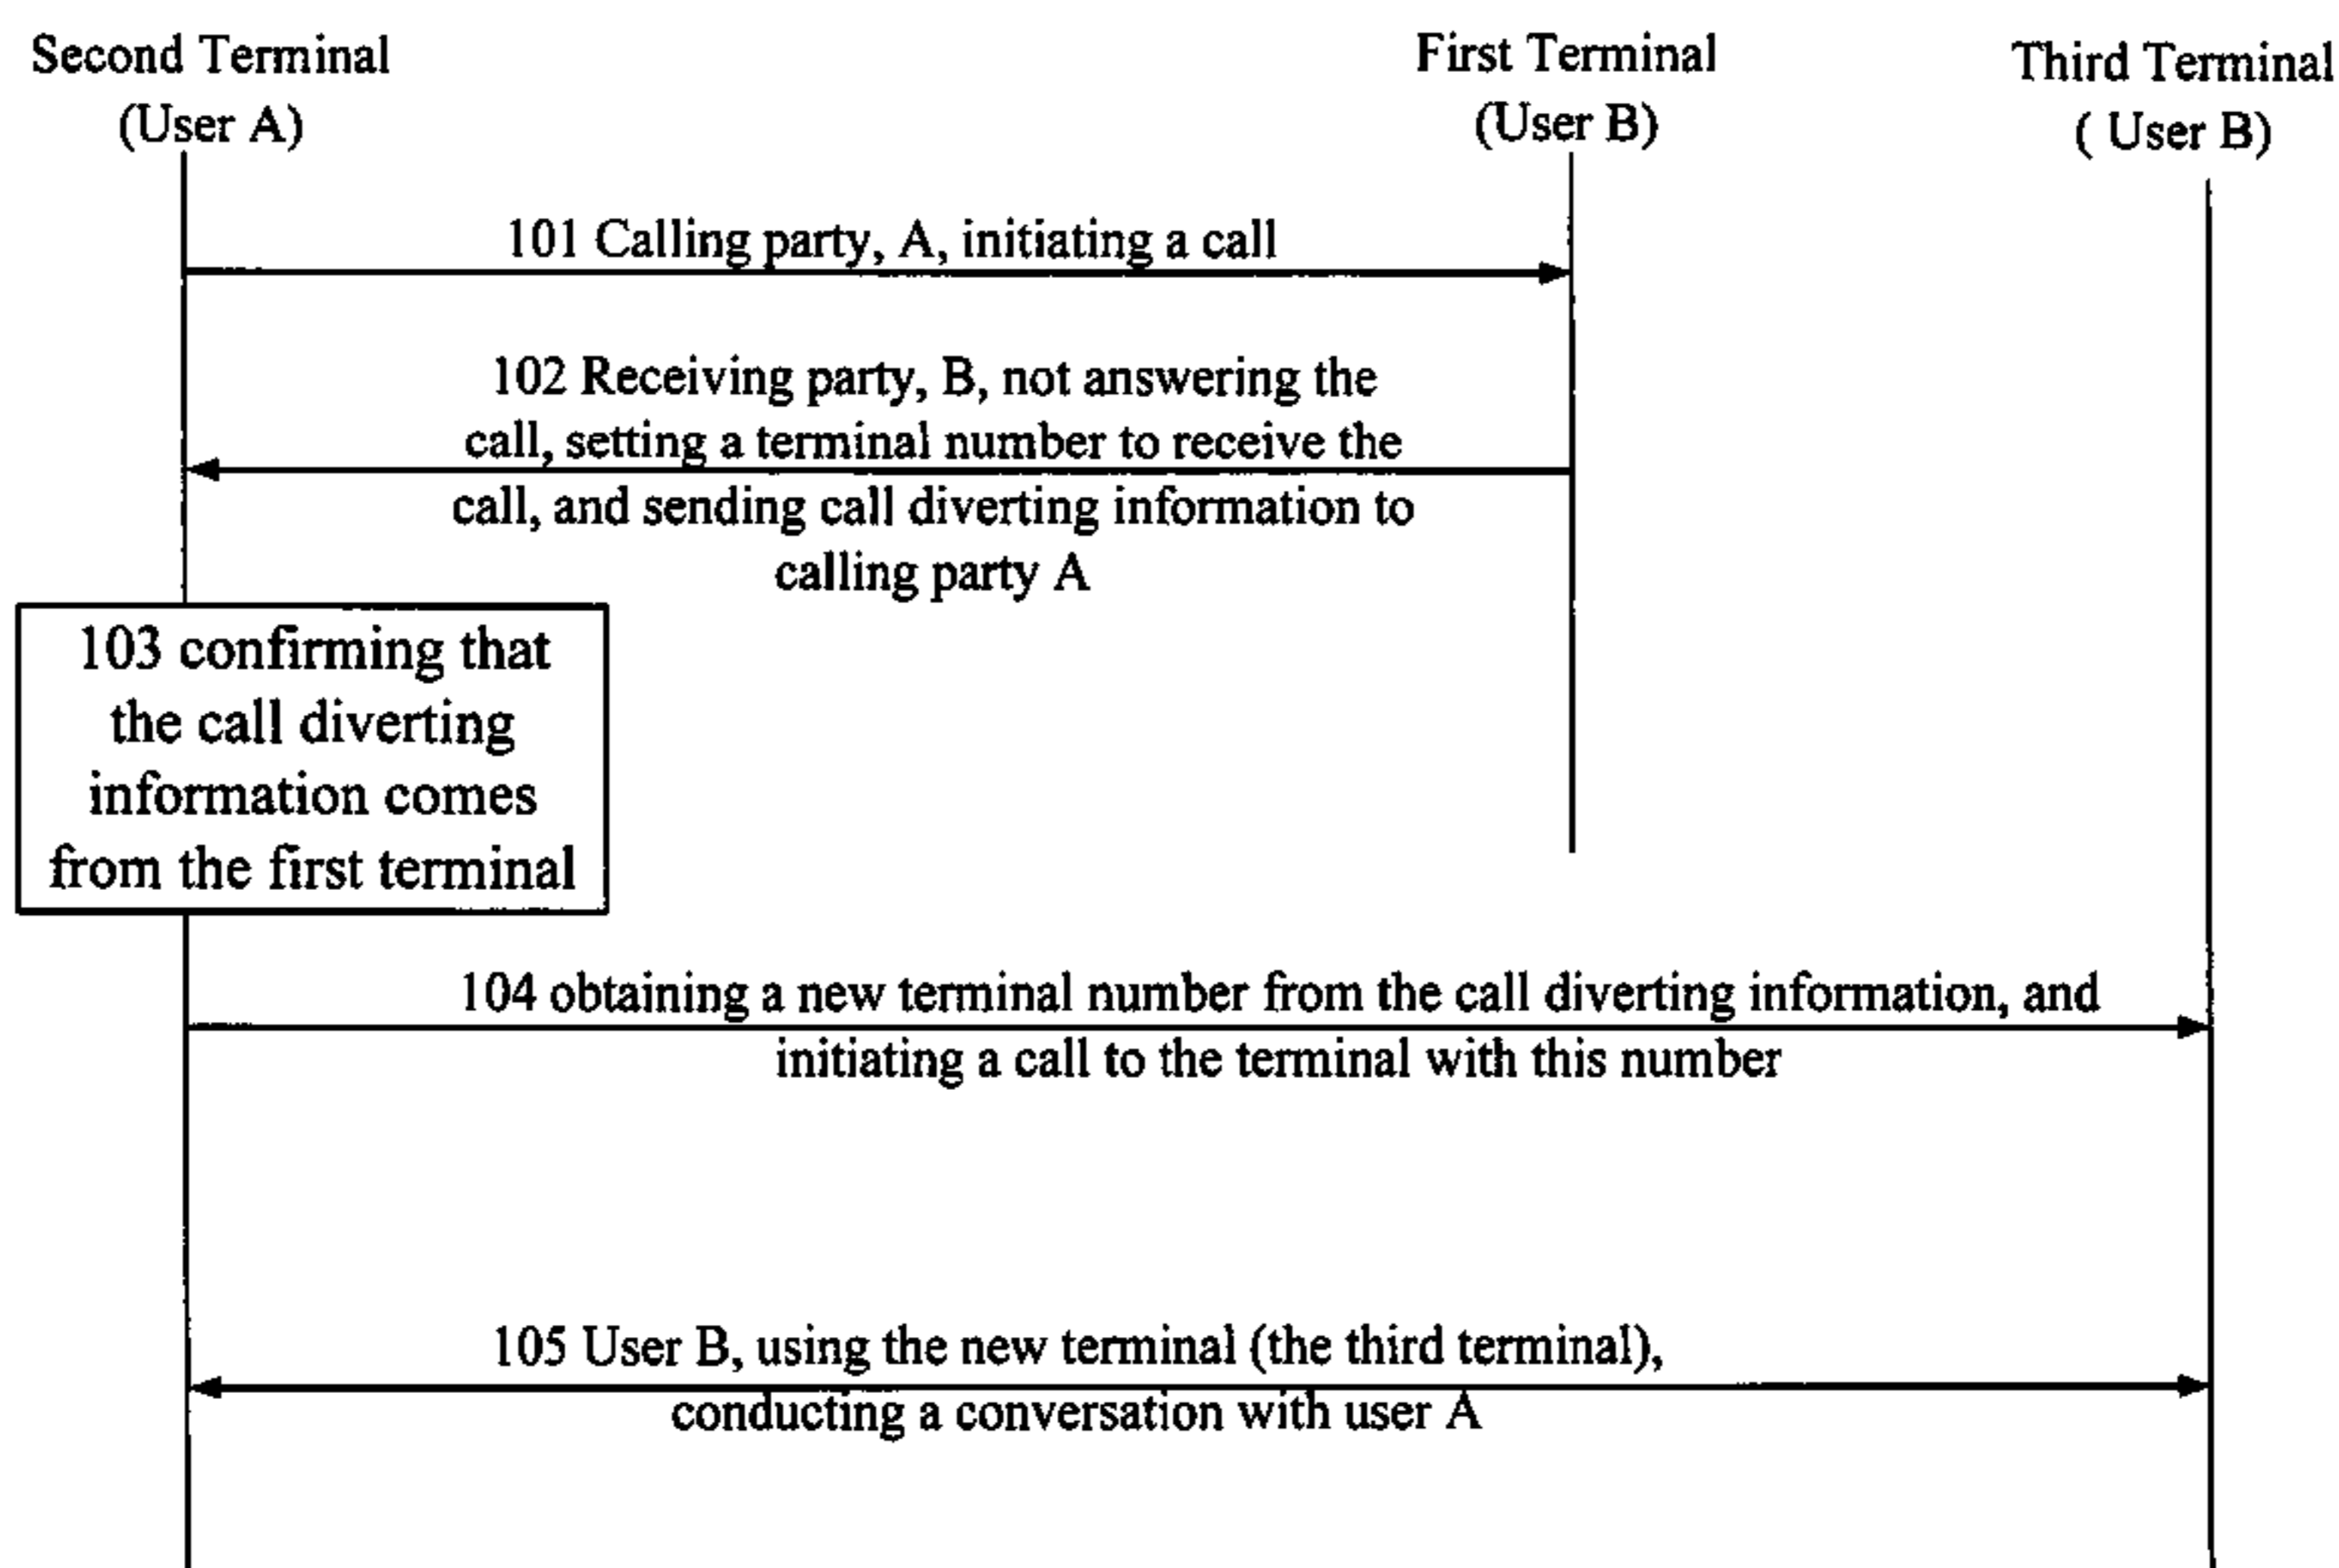 Second Terminal
(User A)
First Terminal
(User B)
Third Terminal
( User B)
101 Calling party, A, initiating a call
102 Receiving party, B, not answering the
call, setting a terminal number to receive the
call, and sending call diverting information to
calling party A
103 confirming that
the call diverting
information comes
from the first terminal
104 obtaining a new terminal number from the call diverting information, and
initiating a call to the terminal with this number
105 User B, using the new terminal (the third terminal),
conducting a conversation with user A